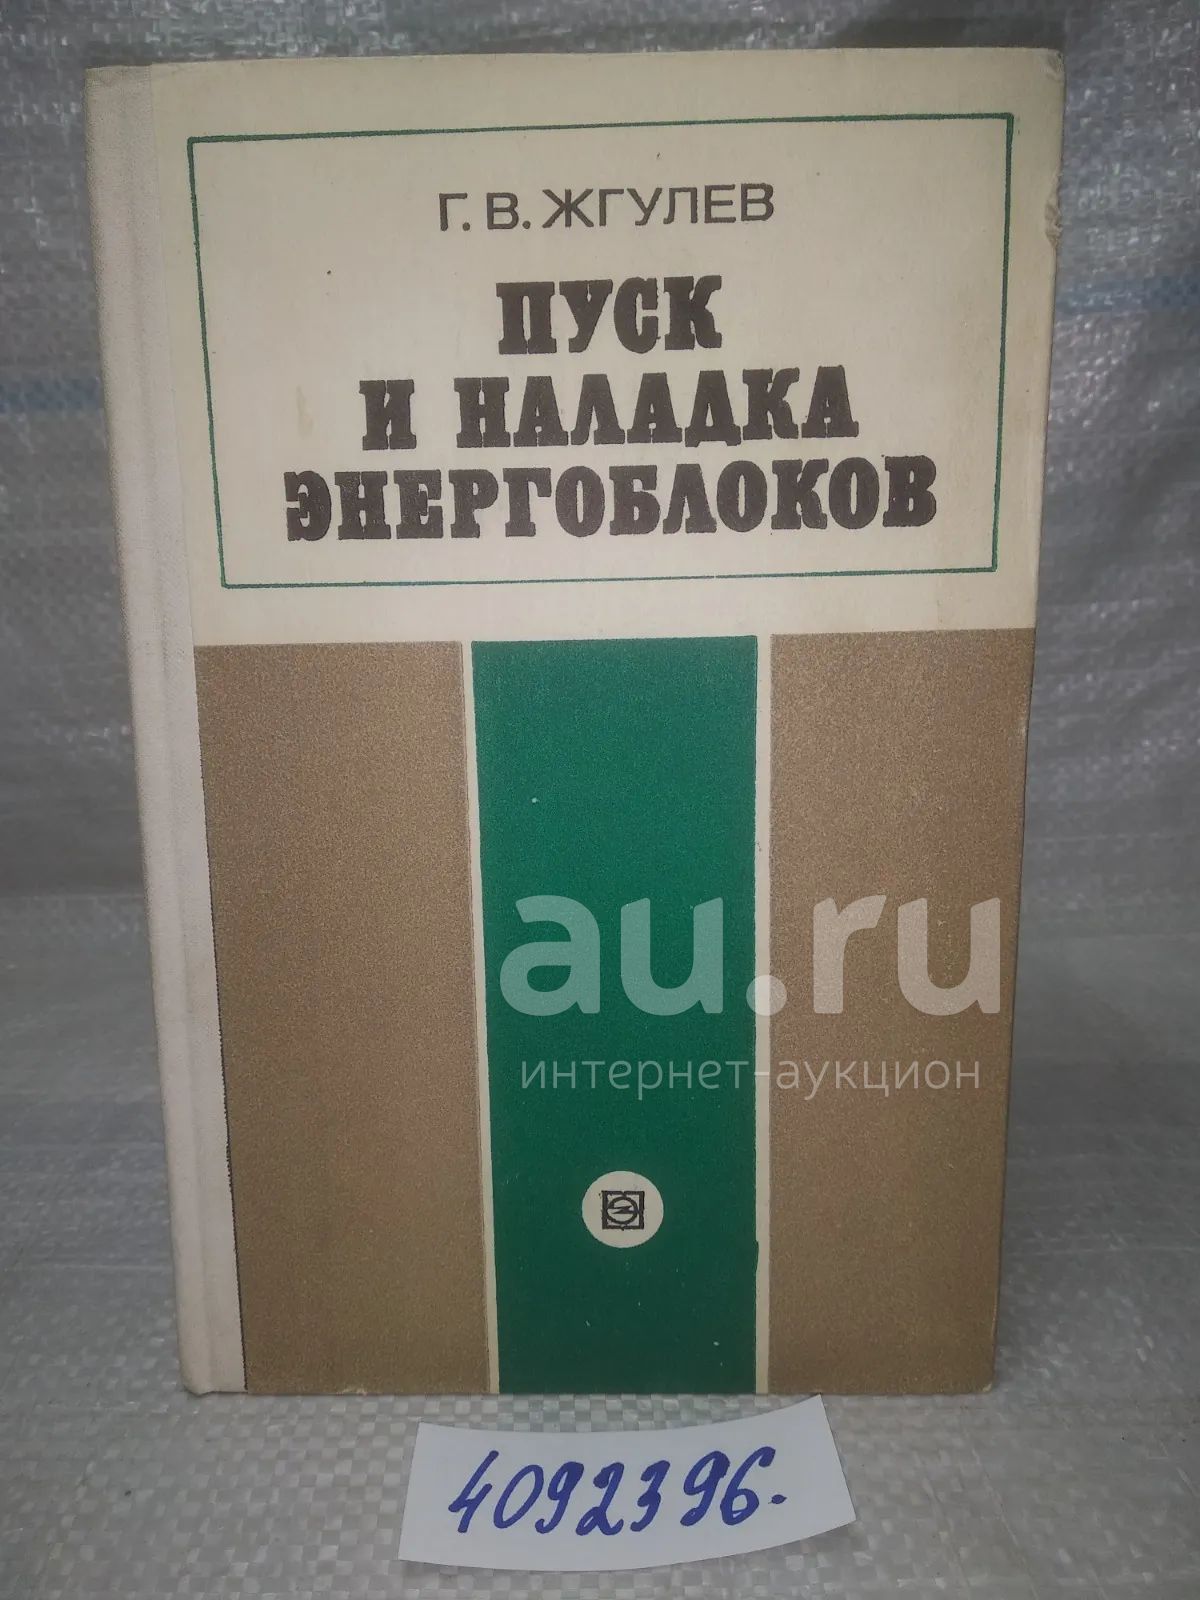 Г. В. ЖГУЛЕВ
ПУСК
И НАЛАДКА
ЭНЕРГОБЛОКОВ
au.ru
интернет-аукцион
4092396.